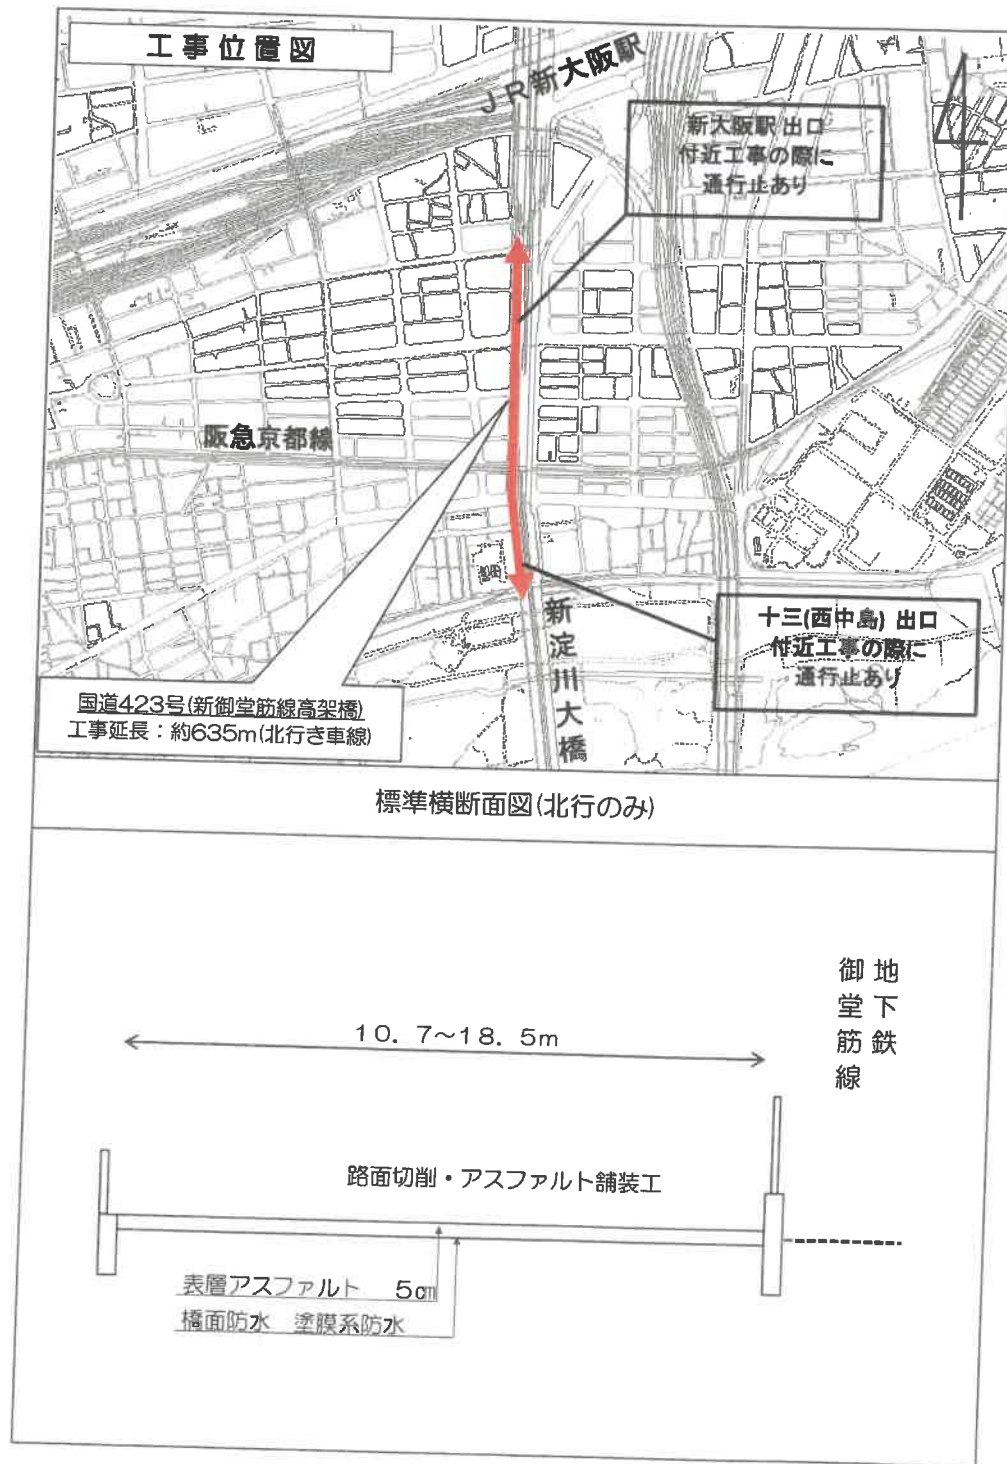 工事位置図
JR新大阪駅
新大阪駅 出口
付近工事の際に
通行止あり
阪急京都線
新淀川大橋
十三(西中島) 出口
付近工事の際に
通行止あり
国道423号(新御堂筋線高架橋)
工事延長：約635m(北行き車線)
標準横断面図(北行のみ)
地下鉄
御堂筋線
10. 7～18. 5m
路面切削・アスファルト舗装工
表層アスファルト 5cm
橋面防水 塗膜系防水